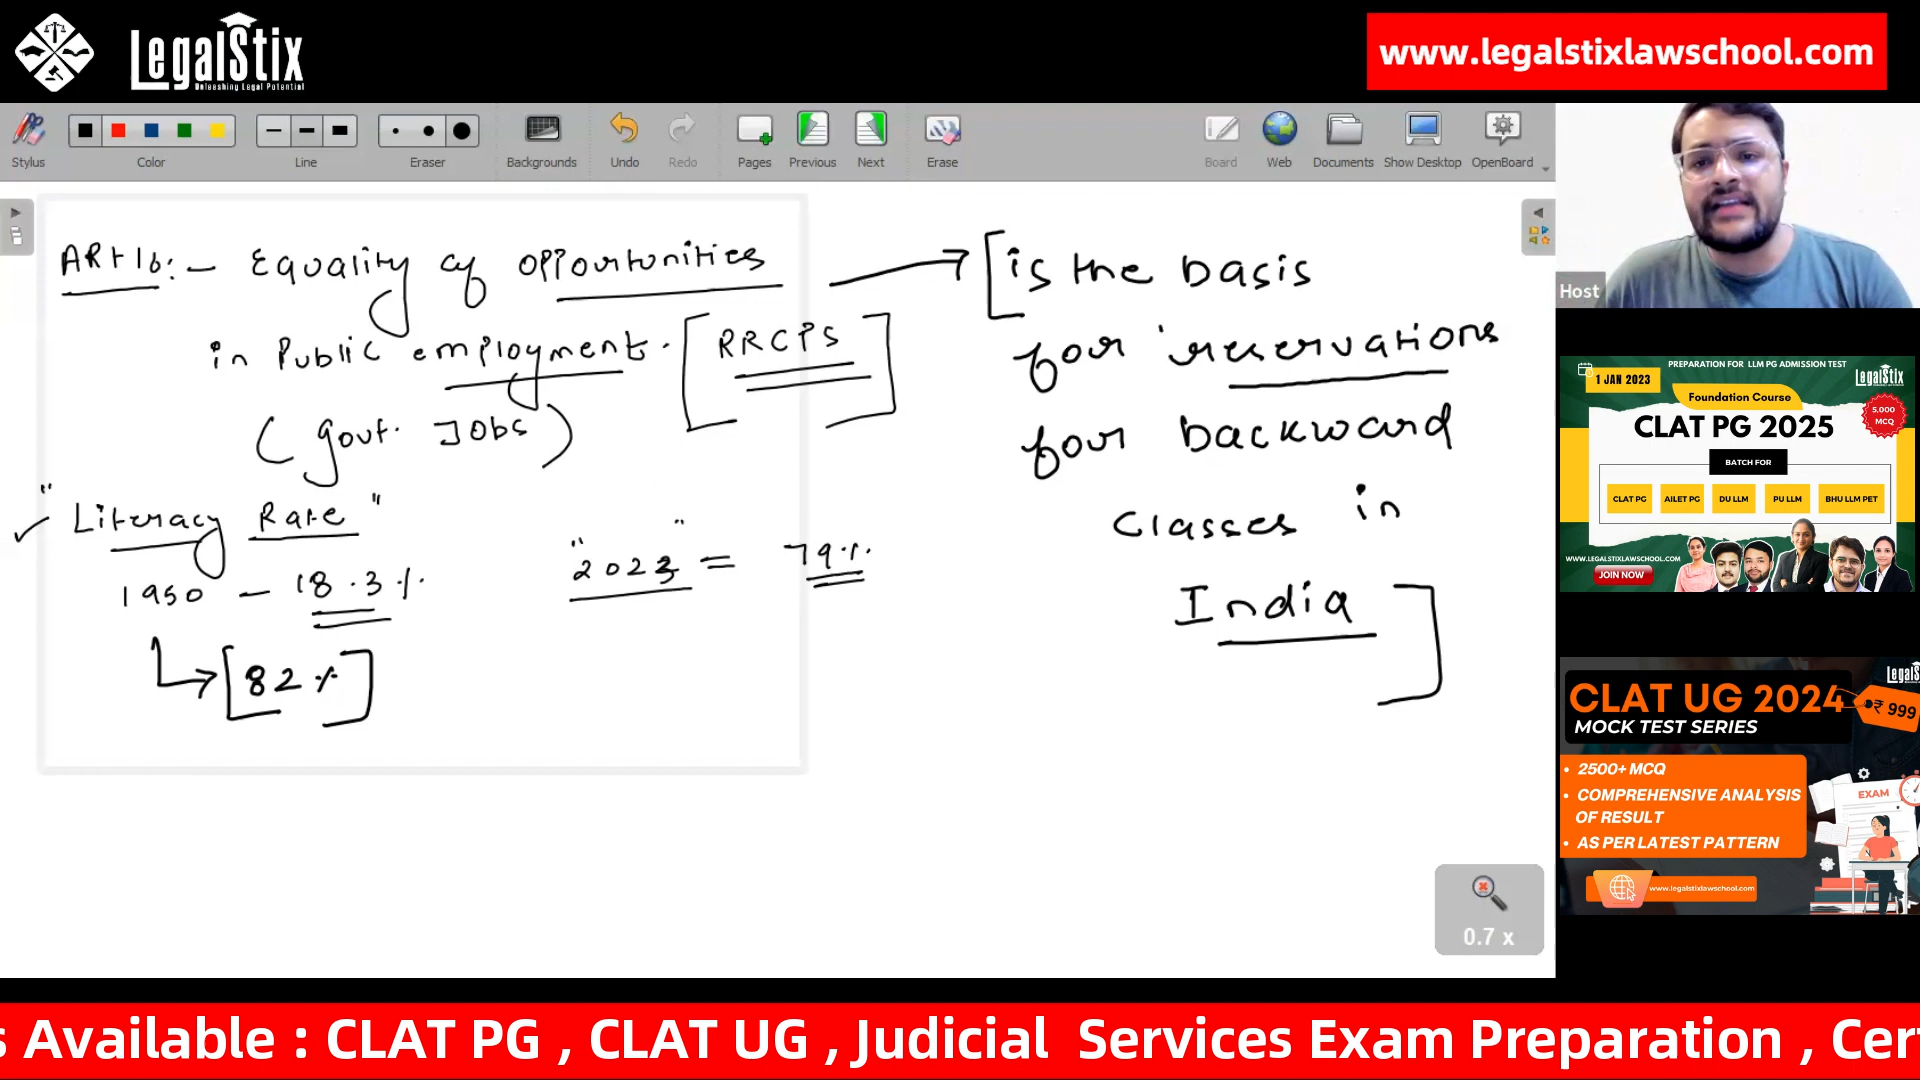 LegalStix
Unleashing Legal Potential
www.legalstixlawschool.com
Stylus
Color
Line
Eraser
Backgrounds
Undo
Redo
Pages
Previous
Next
Erase
Board
Web
Documents
Show Desktop
OpenBoard
ART 16:- Equality of opportunities
in Public employment. [RRCPS]
(Govt. Jobs)
"Literacy Rate"
1950 - 18.3%
[82%]
"2023" = 79%
[is the basis
for reservations
for backward
classes in
India]
0.7 x
Host
1 JAN 2023
PREPARATION FOR LLM PG ADMISSION TEST
LegalStix
Foundation Course
5,000
MCQ
CLAT PG 2025
BATCH FOR
CLAT PG
AILET PG
DU LLM
PU LLM
BHU LLM PET
WWW.LEGALSTIXLAWSCHOOL.COM
JOIN NOW
LegalSt
CLAT UG 2024
₹ 999
MOCK TEST SERIES
• 2500+ MCQ
• COMPREHENSIVE ANALYSIS
OF RESULT
• AS PER LATEST PATTERN
EXAM
www.legalstixlawschool.com
s Available : CLAT PG , CLAT UG , Judicial Services Exam Preparation , Cer